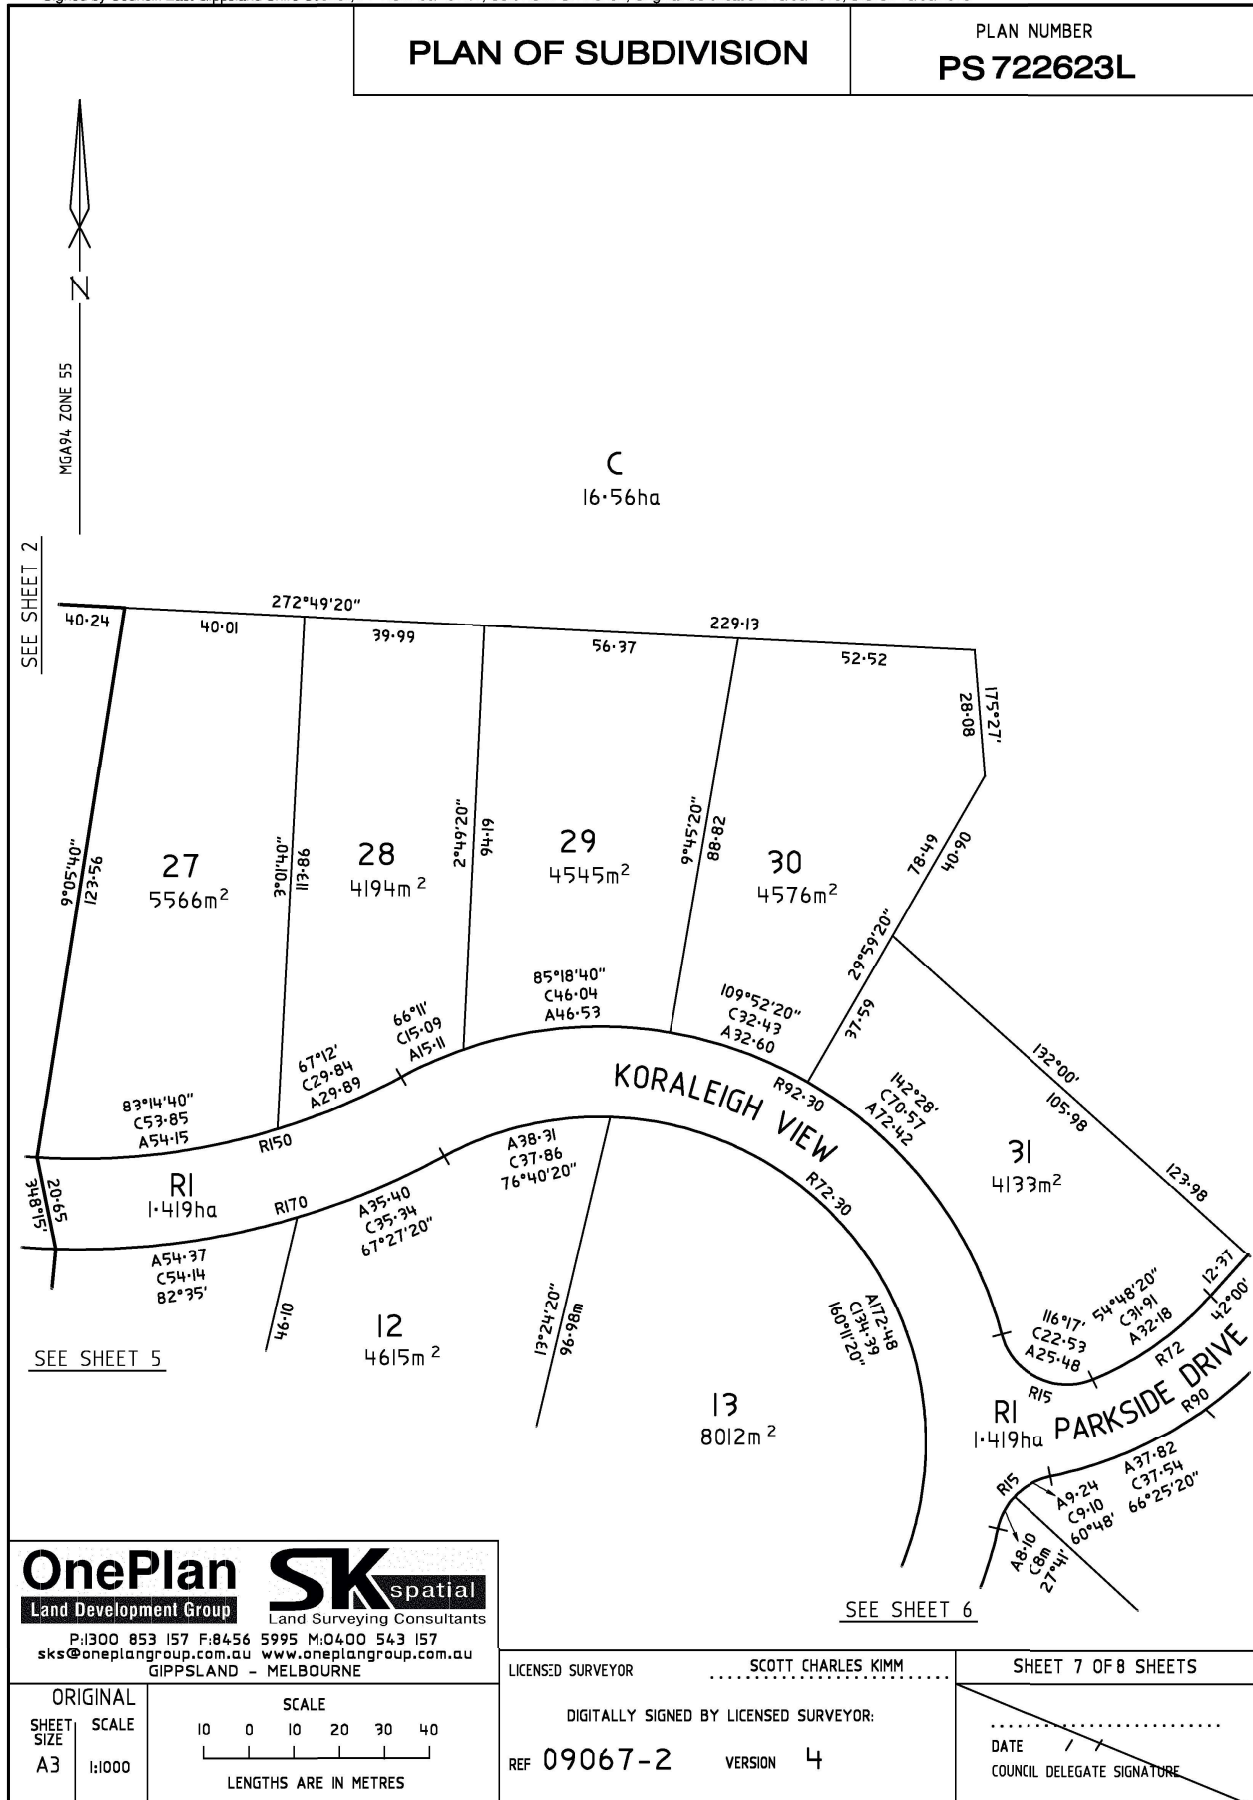 PLAN OF SUBDIVISION
PLAN NUMBER
PS 722623L
N
MGA94 ZONE 55
SEE SHEET 2
C
16·56ha
272°49'20"
229·13
40·24
40·01
39·99
56·37
52·52
175°27'
28·08
9°05'40"
123·56
27
5566m²
3°01'40"
113·86
28
4194m²
2°49'20"
94·19
29
4545m²
9°45'20"
88·82
30
4576m²
78·49
40·90
29°59'20"
37·59
83°14'40"
C53·85
A54·15
67°12'
C29·84
A29·89
66°11'
C15·09
A15·11
85°18'40"
C46·04
A46·53
109°52'20"
C32·43
A32·60
142°28'
C70·57
A72·42
132°00'
105·98
123·98
31
4133m²
KORALEIGH VIEW
R92·30
R72·30
R150
R170
R1
1·419ha
20·65
348°15'
A54·37
C54·14
82°35'
A35·40
C35·34
67°27'20"
A38·31
C37·86
76°40'20"
46·10
12
4615m²
13°24'20"
96·98m
13
8012m²
A172·48
C134·39
160°11'20"
116°17'
C22·53
A25·48
54°48'20"
C31·91
A32·18
12·37
42°00'
R72
R15
R90
R1
1·419ha
PARKSIDE DRIVE
R15
A37·82
C37·54
66°25'20"
A9·24
C9·10
60°48'
A8·10
C8m
27°41'
SEE SHEET 5
SEE SHEET 6
OnePlan
Land Development Group
SK spatial
Land Surveying Consultants
P:1300 853 157 F:8456 5995 M:0400 543 157
sks@oneplangroup.com.au www.oneplangroup.com.au
GIPPSLAND - MELBOURNE
ORIGINAL
SHEET SIZE
A3
SCALE
1:1000
SCALE
10 0 10 20 30 40
LENGTHS ARE IN METRES
LICENSED SURVEYOR SCOTT CHARLES KIMM
DIGITALLY SIGNED BY LICENSED SURVEYOR:
REF 09067-2 VERSION 4
SHEET 7 OF 8 SHEETS
DATE / /
COUNCIL DELEGATE SIGNATURE